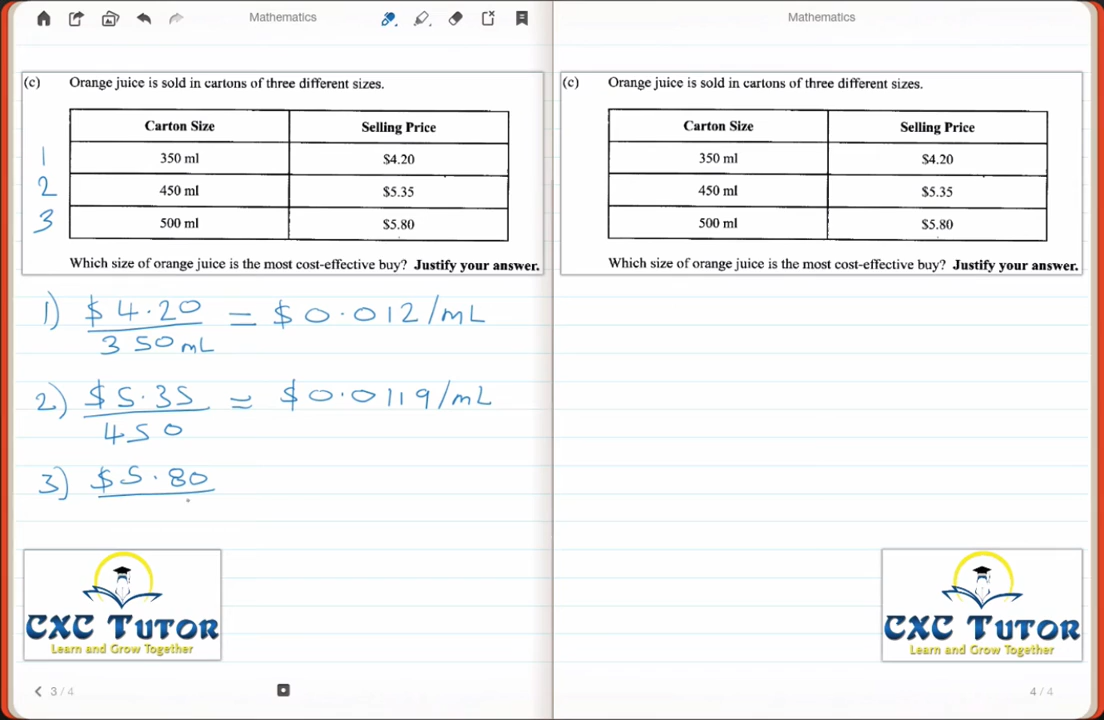 Mathematics
(c) Orange juice is sold in cartons of three different sizes.
Carton Size Selling Price
1 350 ml $4.20
2 450 ml $5.35
3 500 ml $5.80
Which size of orange juice is the most cost-effective buy? Justify your answer.
1) $4.20 / 350mL = $0.012/mL
2) $5.35 / 450 = $0.0119/mL
3) $5.80
CXC TUTOR
Learn and Grow Together
3 / 4
Mathematics
(c) Orange juice is sold in cartons of three different sizes.
Carton Size Selling Price
350 ml $4.20
450 ml $5.35
500 ml $5.80
Which size of orange juice is the most cost-effective buy? Justify your answer.
CXC TUTOR
Learn and Grow Together
4 / 4